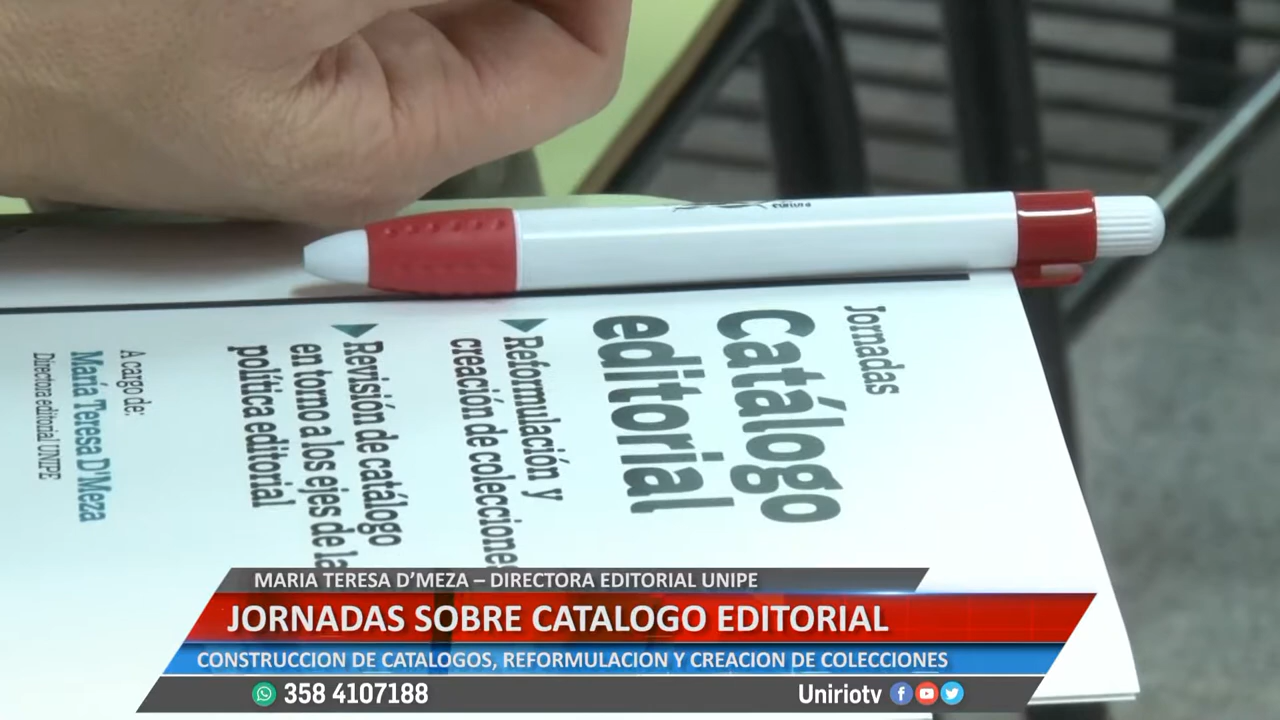 Jornadas
Catálogo
editorial
Reformulación y
creación de colecciones
Revisión de catálogo
en torno a los ejes de la
política editorial
A cargo de:
María Teresa D'Meza
Directora editorial UNIPE
MARIA TERESA D’MEZA – DIRECTORA EDITORIAL UNIPE
JORNADAS SOBRE CATALOGO EDITORIAL
CONSTRUCCION DE CATALOGOS, REFORMULACION Y CREACION DE COLECCIONES
358 4107188
Uniriotv